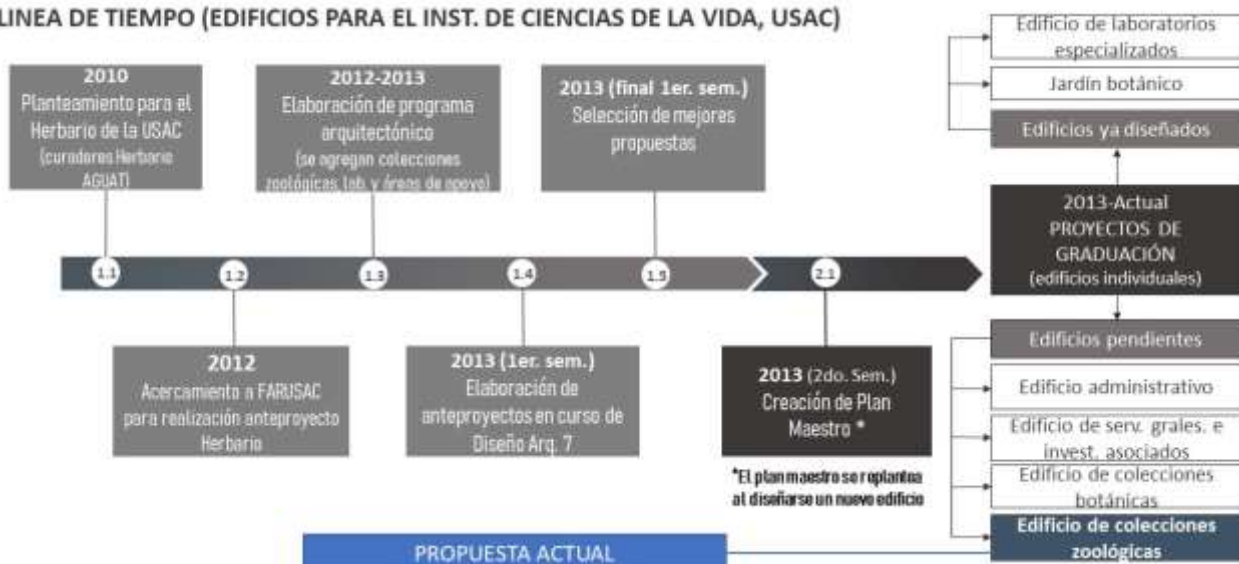 LINEA DE TIEMPO (EDIFICIOS PARA EL INST. DE CIENCIAS DE LA VIDA, USAC)
2010
Planteamiento para el
Herbario de la USAC
(curadores Herbario
AGUAT)
2012-2013
Elaboración de programa
arquitectónico
(se agregan colecciones
zoológicas, lab. y áreas de apoyo)
2013 (final 1er. sem.)
Selección de mejores
propuestas
1.1
1.2
1.3
1.4
1.5
2.1
2012
Acercamiento a FARUSAC
para realización anteproyecto
Herbario
2013 (1er. sem.)
Elaboración de
anteproyectos en curso de
Diseño Arq. 7
2013 (2do. Sem.)
Creación de Plan
Maestro *
*El plan maestro se replantea
al diseñarse un nuevo edificio
Edificio de laboratorios
especializados
Jardín botánico
Edificios ya diseñados
2013-Actual
PROYECTOS DE
GRADUACIÓN
(edificios individuales)
Edificios pendientes
Edificio administrativo
Edificio de serv. grales. e
invest. asociados
Edificio de colecciones
botánicas
Edificio de colecciones
zoológicas
PROPUESTA ACTUAL